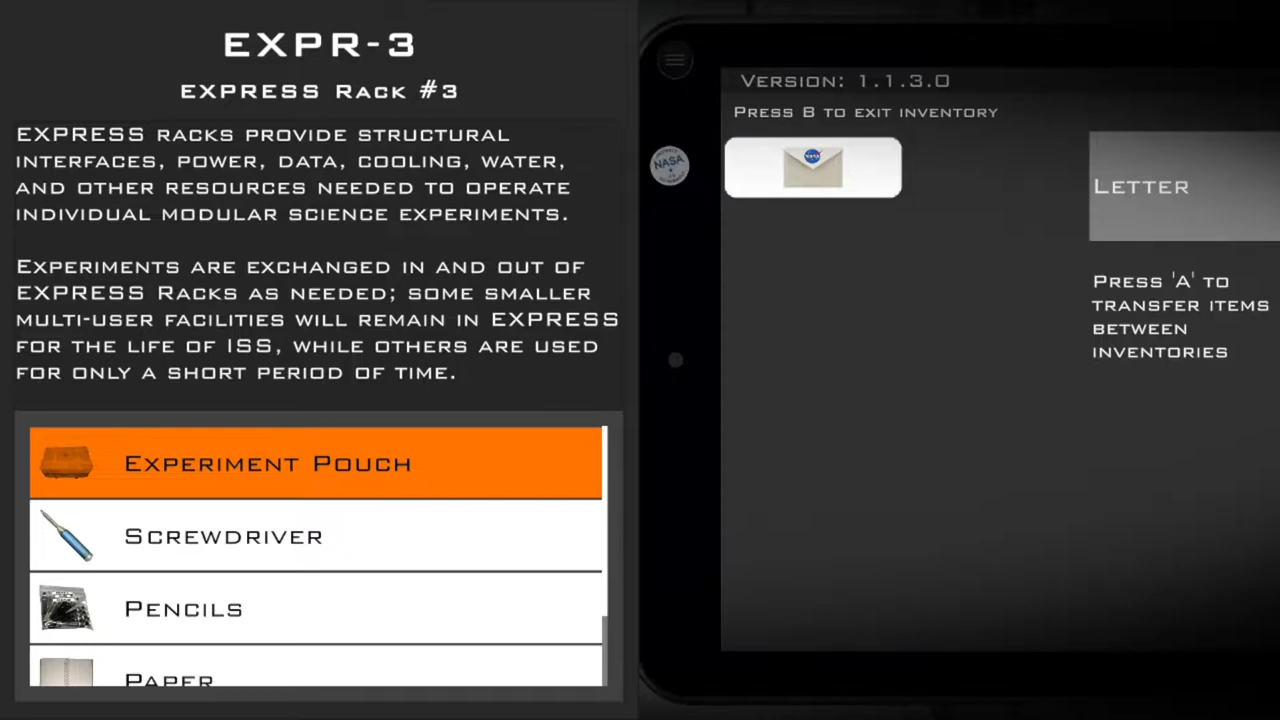 EXPR-3
EXPRESS Rack #3
EXPRESS racks provide structural
interfaces, power, data, cooling, water,
and other resources needed to operate
individual modular science experiments.
Experiments are exchanged in and out of
EXPRESS Racks as needed; some smaller
multi-user facilities will remain in EXPRESS
for the life of ISS, while others are used
for only a short period of time.
Experiment Pouch
Screwdriver
Pencils
Paper
NASA
Version: 1.1.3.0
Press B to exit inventory
NASA
Letter
Press 'A' to
transfer items
between
inventories